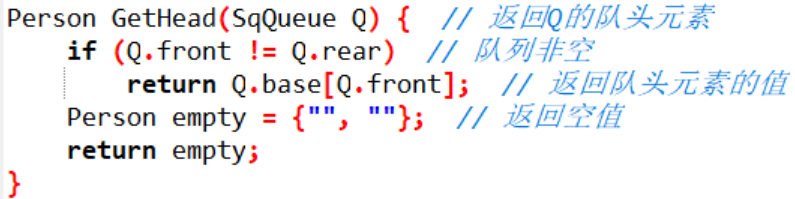 Person GetHead(SqQueue Q) {  // 返回Q的队头元素
    if (Q.front != Q.rear)  // 队列非空
        return Q.base[Q.front];  // 返回队头元素的值
    Person empty = {"", ""};  // 返回空值
    return empty;
}